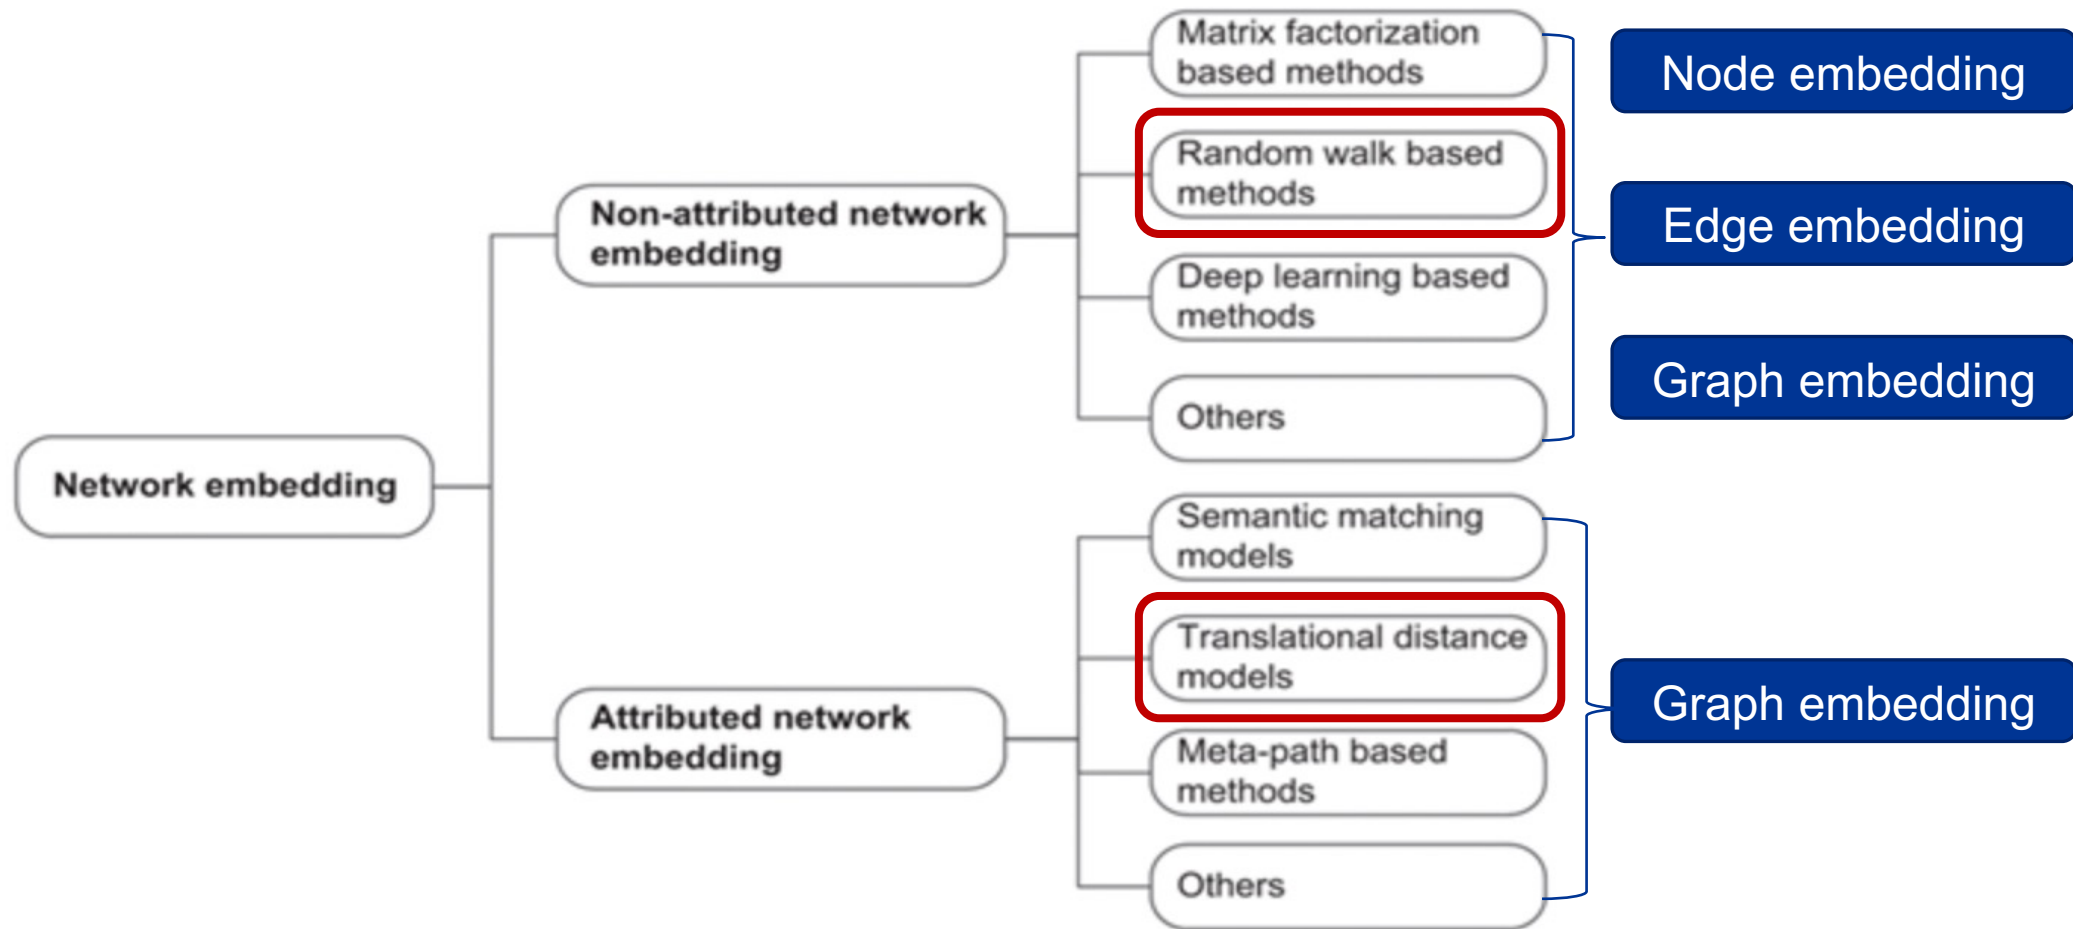 Network embedding
Non-attributed network
embedding
Matrix factorization
based methods
Random walk based
methods
Deep learning based
methods
Others
Node embedding
Edge embedding
Graph embedding
Attributed network
embedding
Semantic matching
models
Translational distance
models
Meta-path based
methods
Others
Graph embedding